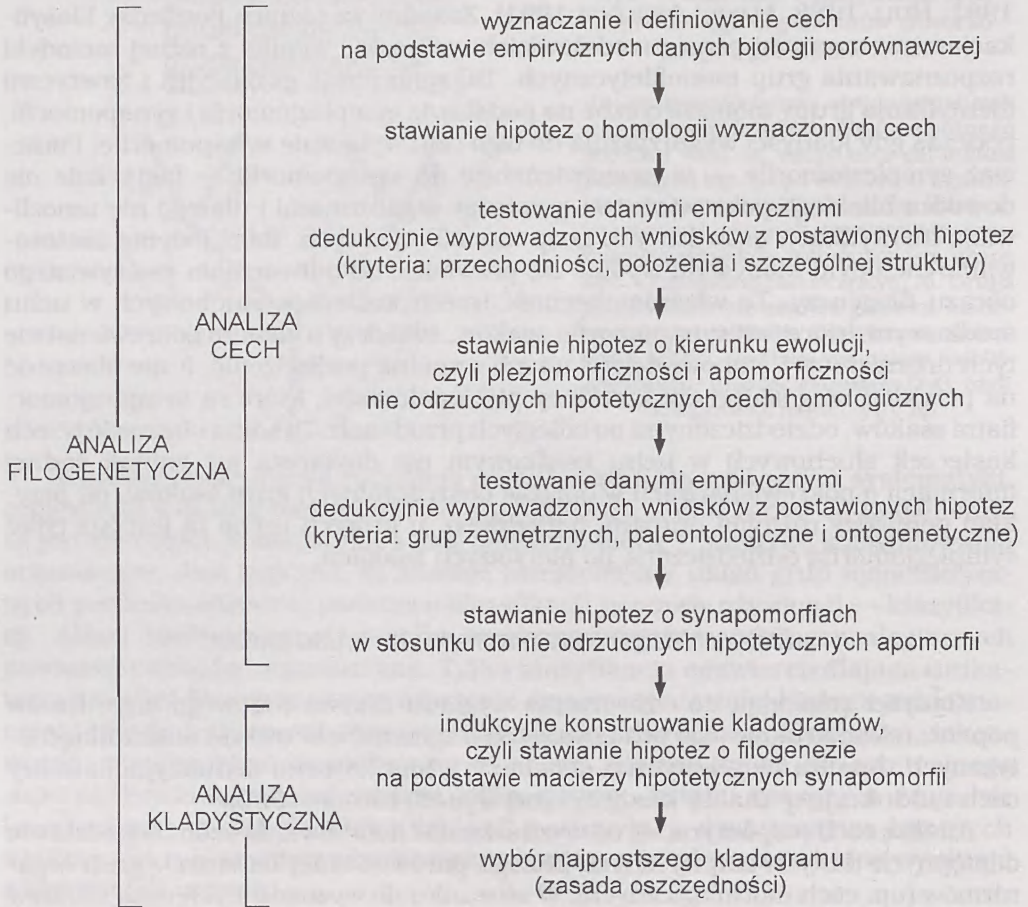 wyznaczanie i definiowanie cech
na podstawie empirycznych danych biologii porównawczej
stawianie hipotez o homologii wyznaczonych cech
testowanie danymi empirycznymi
dedukcyjnie wyprowadzonych wniosków z postawionych hipotez
(kryteria: przechodniości, położenia i szczególnej struktury)
ANALIZA
CECH
stawianie hipotez o kierunku ewolucji,
czyli plezjomorficzności i apomorficzności
nie odrzuconych hipotetycznych cech homologicznych
ANALIZA
FILOGENETYCZNA
testowanie danymi empirycznymi
dedukcyjnie wyprowadzonych wniosków z postawionych hipotez
(kryteria: grup zewnętrznych, paleontologiczne i ontogenetyczne)
stawianie hipotez o synapomorfiach
w stosunku do nie odrzuconych hipotetycznych apomorfii
indukcyjne konstruowanie kladogramów,
czyli stawianie hipotez o filogenezie
na podstawie macierzy hipotetycznych synapomorfii
ANALIZA
KLADYSTYCZNA
wybór najprostszego kladogramu
(zasada oszczędności)